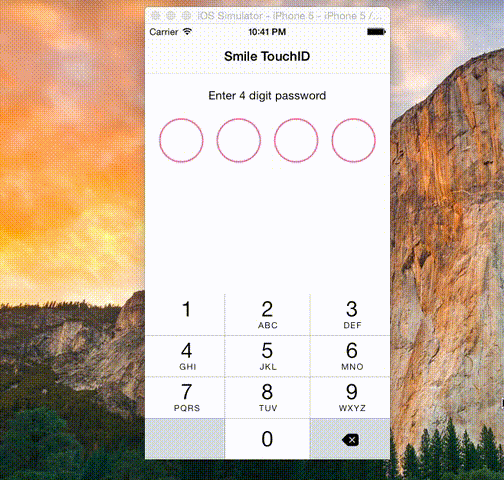 iOS Simulator - iPhone 5 - iPhone 5 /...
Carrier 10:41 PM
Smile TouchID
Enter 4 digit password
1 2 3
ABC DEF
4 5 6
GHI JKL MNO
7 8 9
PQRS TUV WXYZ
0